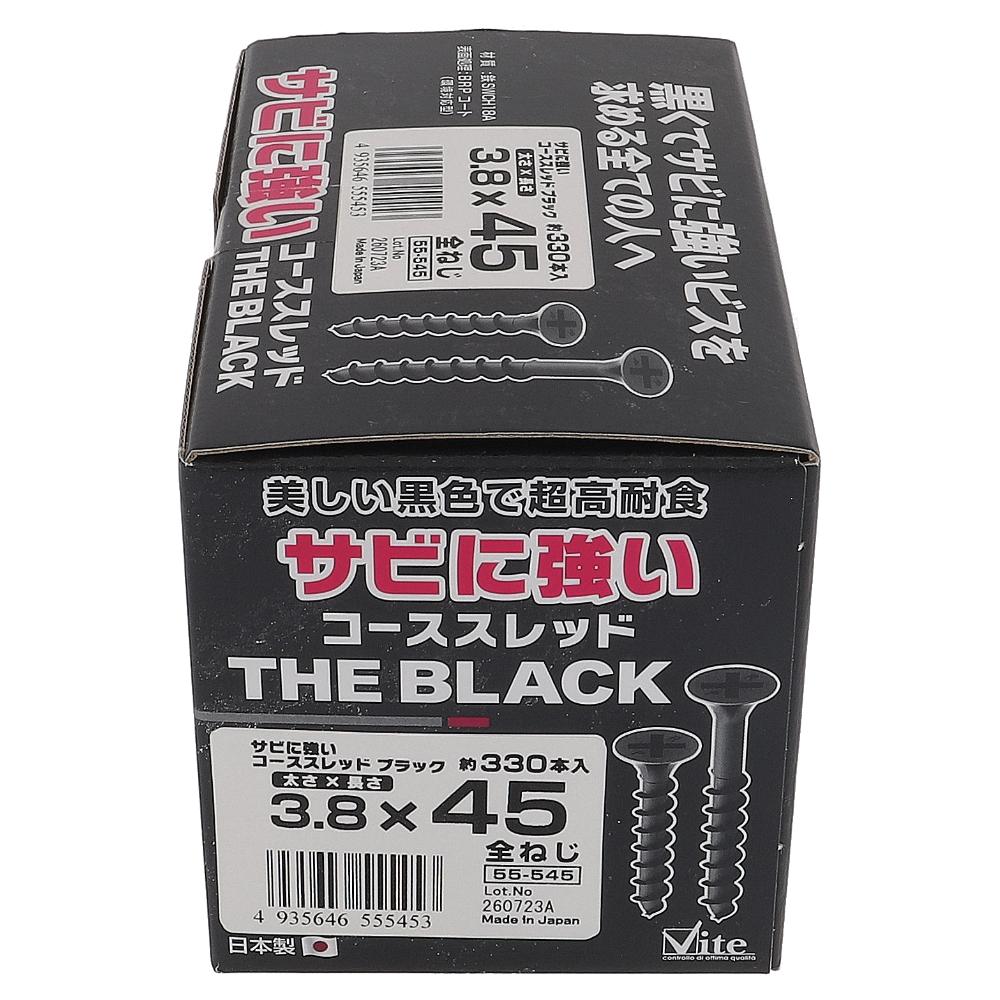 黒くてサビに強いビスを
求める全ての人へ
材質:鉄SWCH18A
表面処理:BRPコート
(環境対応型)
サビに強い
コーススレッド
THE BLACK
サビに強い
コーススレッド ブラック 約330本入
太さ×長さ
3.8×45
全ねじ
55-545
Lot.No
260723A
Made in Japan
4 935646 555453
美しい黒色で超高耐食
サビに強い
コーススレッド
THE BLACK
サビに強い
コーススレッド ブラック 約330本入
太さ×長さ
3.8×45
全ねじ
55-545
Lot.No
260723A
Made in Japan
4 935646 555453
日本製
Vite
controllo di ottima qualità